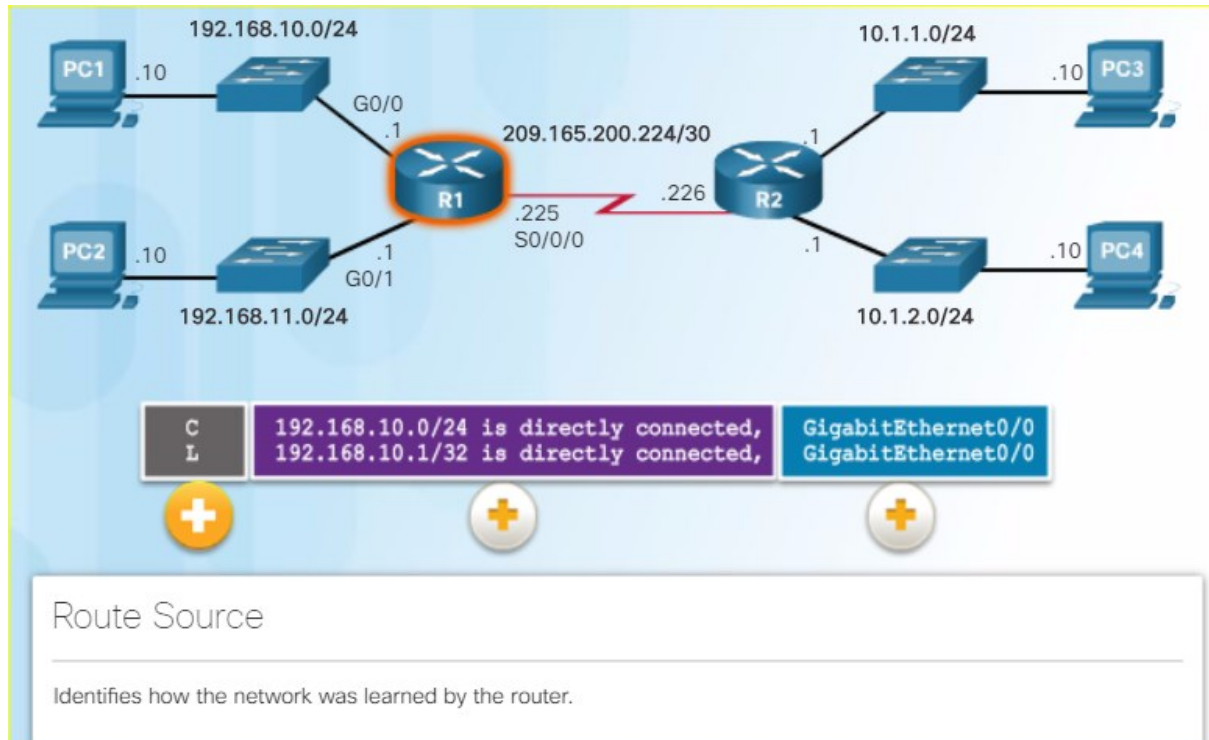 192.168.10.0/24
10.1.1.0/24
PC1
.10
.10
PC3
G0/0
.1
209.165.200.224/30
.1
R1
.226
R2
.225
S0/0/0
PC2
.10
.1
G0/1
.1
.10
PC4
192.168.11.0/24
10.1.2.0/24
C 192.168.10.0/24 is directly connected, GigabitEthernet0/0
L 192.168.10.1/32 is directly connected, GigabitEthernet0/0
Route Source
Identifies how the network was learned by the router.